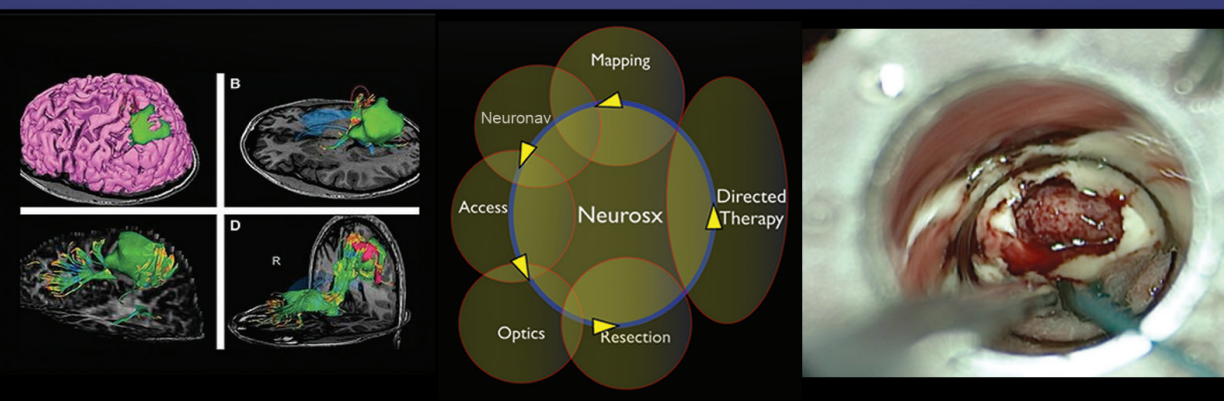 B
D
R
Mapping
Neuronav
Access
Neurosx
Directed
Therapy
Optics
Resection